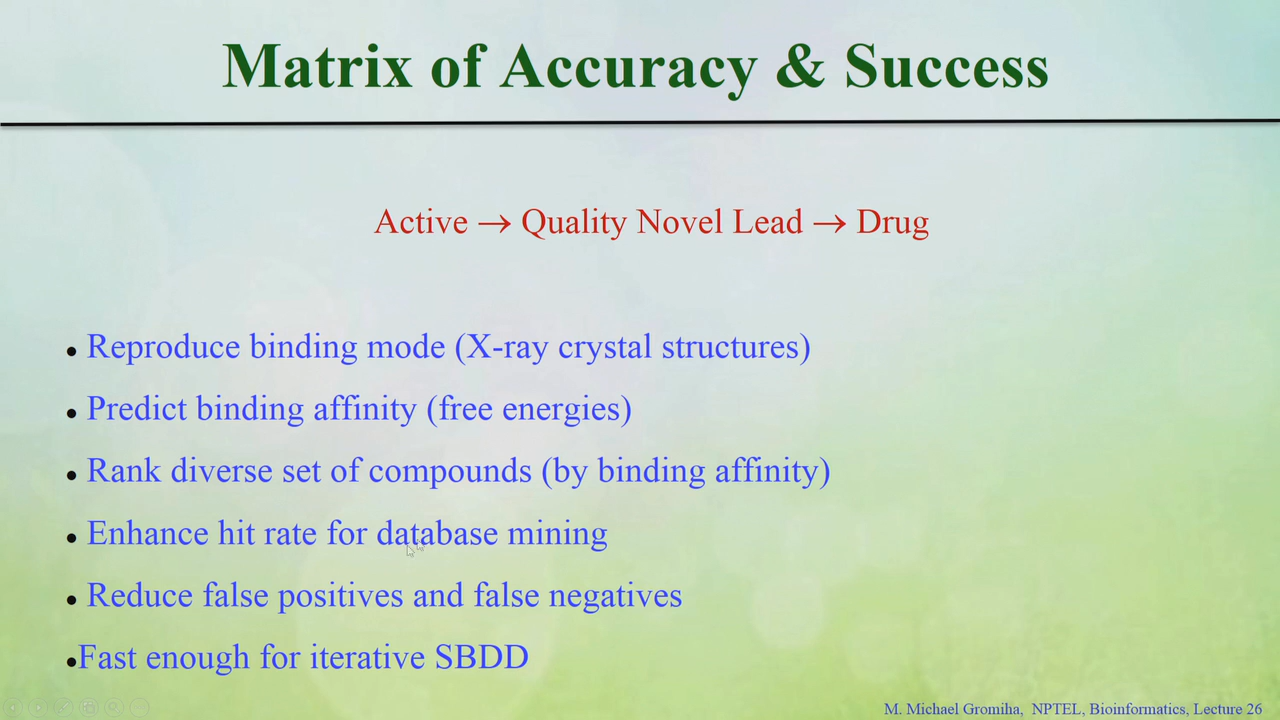 Matrix of Accuracy & Success
Active → Quality Novel Lead → Drug
• Reproduce binding mode (X-ray crystal structures)
• Predict binding affinity (free energies)
• Rank diverse set of compounds (by binding affinity)
• Enhance hit rate for database mining
• Reduce false positives and false negatives
•Fast enough for iterative SBDD
M. Michael Gromiha, NPTEL, Bioinformatics, Lecture 26